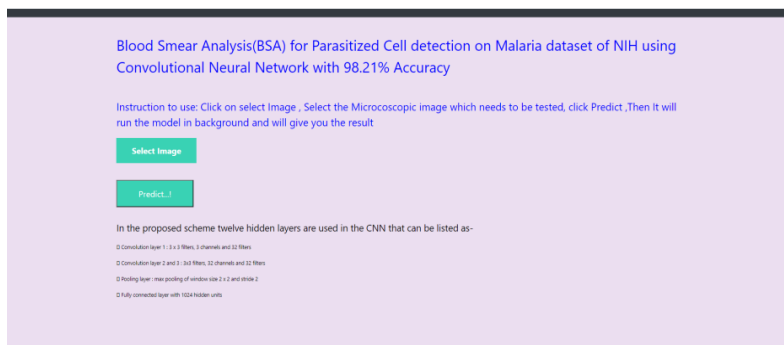 Blood Smear Analysis(BSA) for Parasitized Cell detection on Malaria dataset of NIH using
Convolutional Neural Network with 98.21% Accuracy
Instruction to use: Click on select Image , Select the Microcoscopic image which needs to be tested, click Predict ,Then It will
run the model in background and will give you the result
Select Image
Predict...!
In the proposed scheme twelve hidden layers are used in the CNN that can be listed as-
▯ Convolution layer 1 : 3 x 3 filters, 3 channels and 32 filters
▯ Convolution layer 2 and 3 : 3x3 filters, 32 channels and 32 filters
▯ Pooling layer : max pooling of window size 2 x 2 and stride 2
▯ Fully connected layer with 1024 hidden units